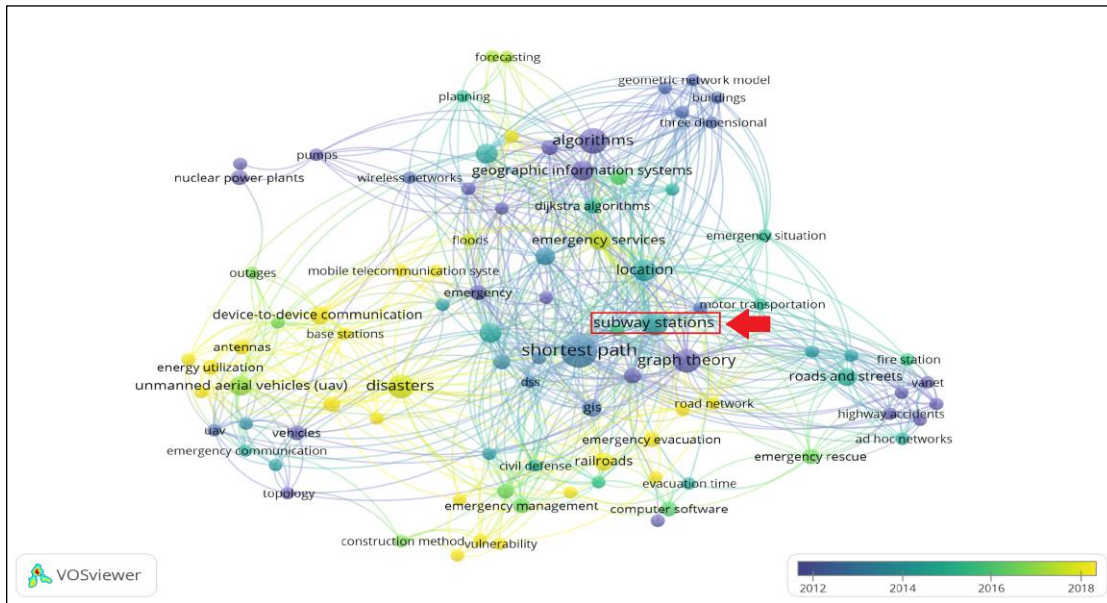 forecasting
geometric network model
planning
buildings
three dimensional
algorithms
pumps
geographic information systems
nuclear power plants
wireless networks
dijkstra algorithms
floods
emergency services
emergency situation
outages
mobile telecommunication syste
location
emergency
motor transportation
device-to-device communication
subway stations
base stations
antennas
shortest path
graph theory
fire station
energy utilization
roads and streets
unmanned aerial vehicles (uav)
disasters
dss
vanet
road network
gis
highway accidents
uav
vehicles
emergency evacuation
ad hoc networks
emergency communication
civil defense
railroads
emergency rescue
evacuation time
topology
emergency management
computer software
construction method
vulnerability
VOSviewer
2012 2014 2016 2018